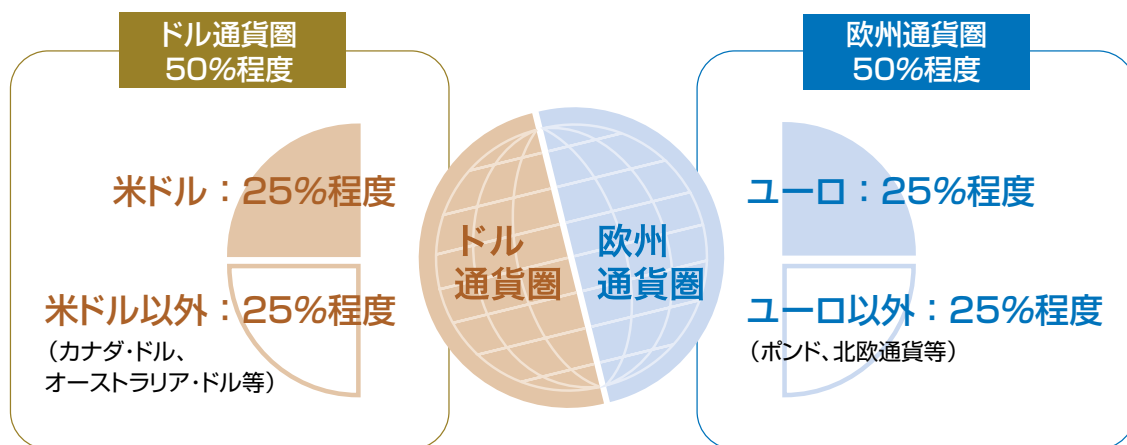 ドル通貨圏
50%程度
米ドル：25%程度
米ドル以外：25%程度
（カナダ・ドル、
オーストラリア・ドル等）
ドル
通貨圏
欧州
通貨圏
欧州通貨圏
50%程度
ユーロ：25%程度
ユーロ以外：25%程度
（ポンド、北欧通貨等）